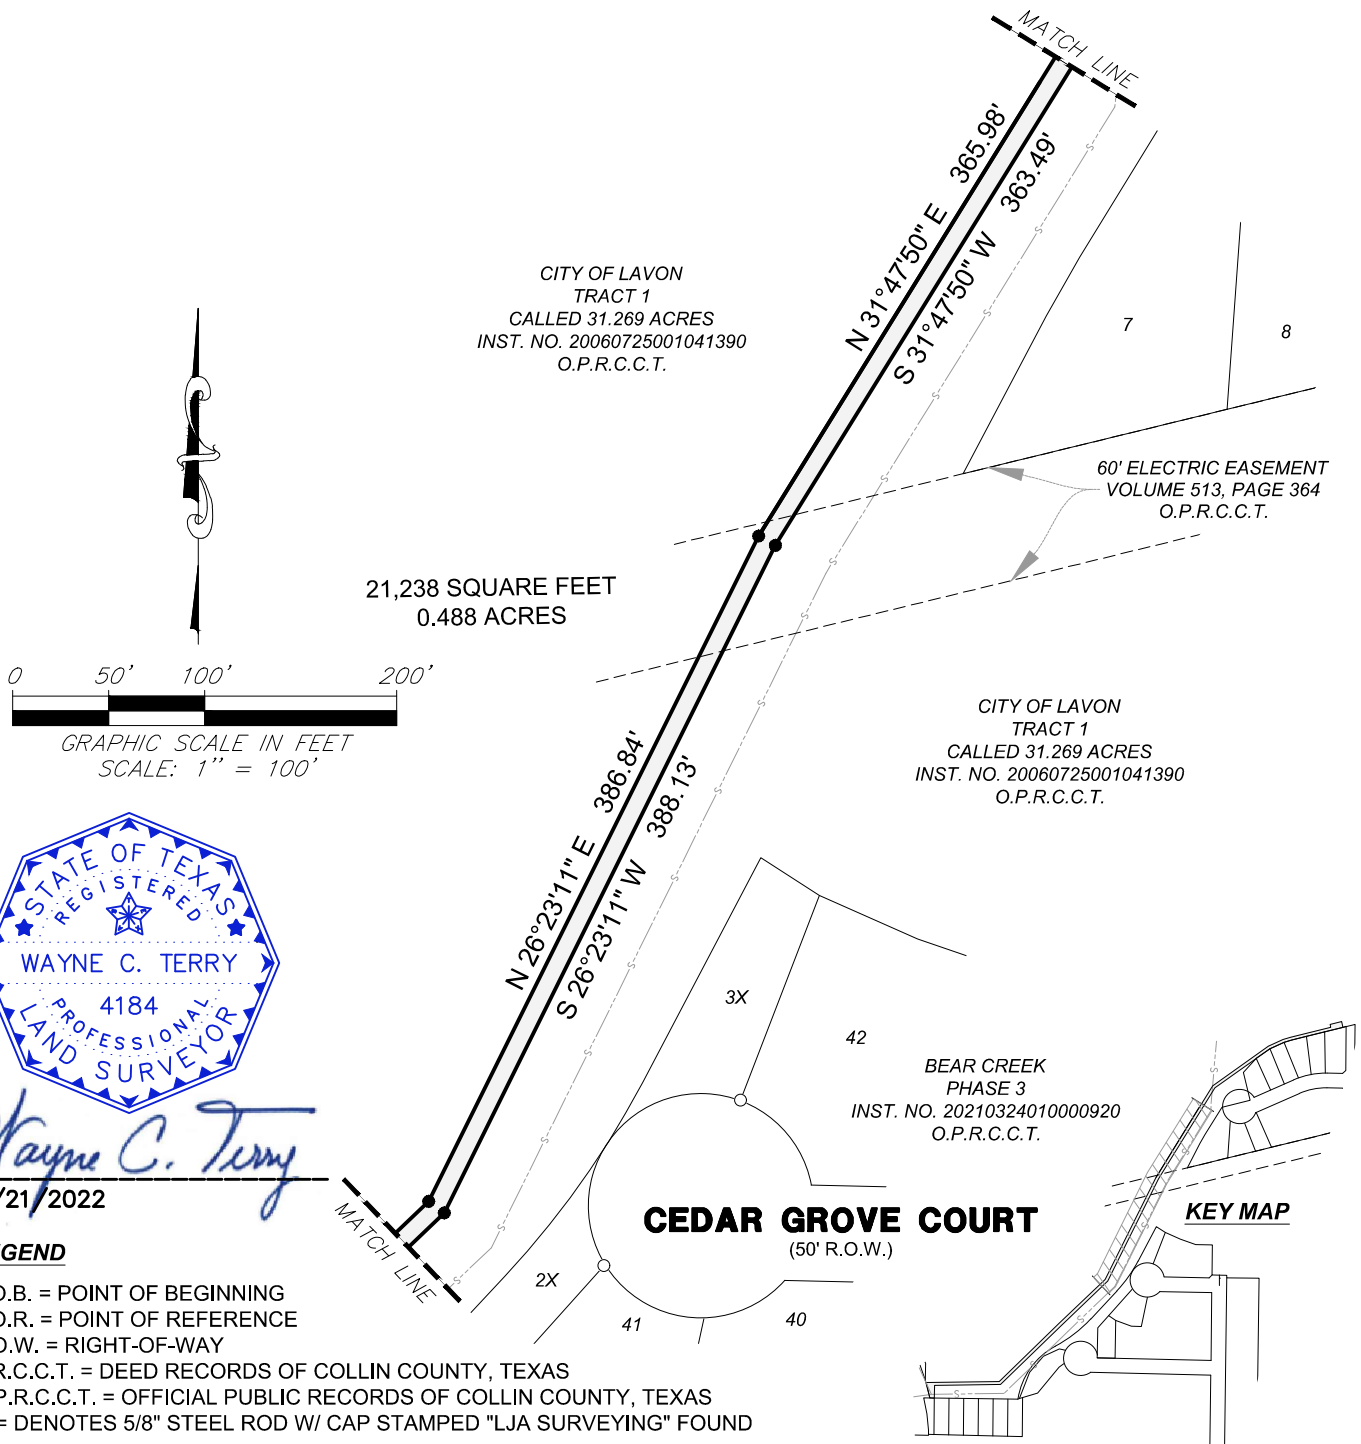 MATCH LINE
N 31°47'50" E 365.98'
S 31°47'50" W 363.49'
CITY OF LAVON
TRACT 1
CALLED 31.269 ACRES
INST. NO. 20060725001041390
O.P.R.C.C.T.
7
8
60' ELECTRIC EASEMENT
VOLUME 513, PAGE 364
O.P.R.C.C.T.
21,238 SQUARE FEET
0.488 ACRES
0 50' 100' 200'
GRAPHIC SCALE IN FEET
SCALE: 1" = 100'
CITY OF LAVON
TRACT 1
CALLED 31.269 ACRES
INST. NO. 20060725001041390
O.P.R.C.C.T.
N 26°23'11" E 386.84'
S 26°23'11" W 388.13'
STATE OF TEXAS
REGISTERED
WAYNE C. TERRY
4184
PROFESSIONAL
LAND SURVEYOR
Wayne C. Terry
/21/2022
3X
42
BEAR CREEK
PHASE 3
INST. NO. 20210324010000920
O.P.R.C.C.T.
CEDAR GROVE COURT
(50' R.O.W.)
KEY MAP
MATCH LINE
2X
41
40
GEND
O.B. = POINT OF BEGINNING
O.R. = POINT OF REFERENCE
O.W. = RIGHT-OF-WAY
R.C.C.T. = DEED RECORDS OF COLLIN COUNTY, TEXAS
P.R.C.C.T. = OFFICIAL PUBLIC RECORDS OF COLLIN COUNTY, TEXAS
= DENOTES 5/8" STEEL ROD W/ CAP STAMPED "LJA SURVEYING" FOUND